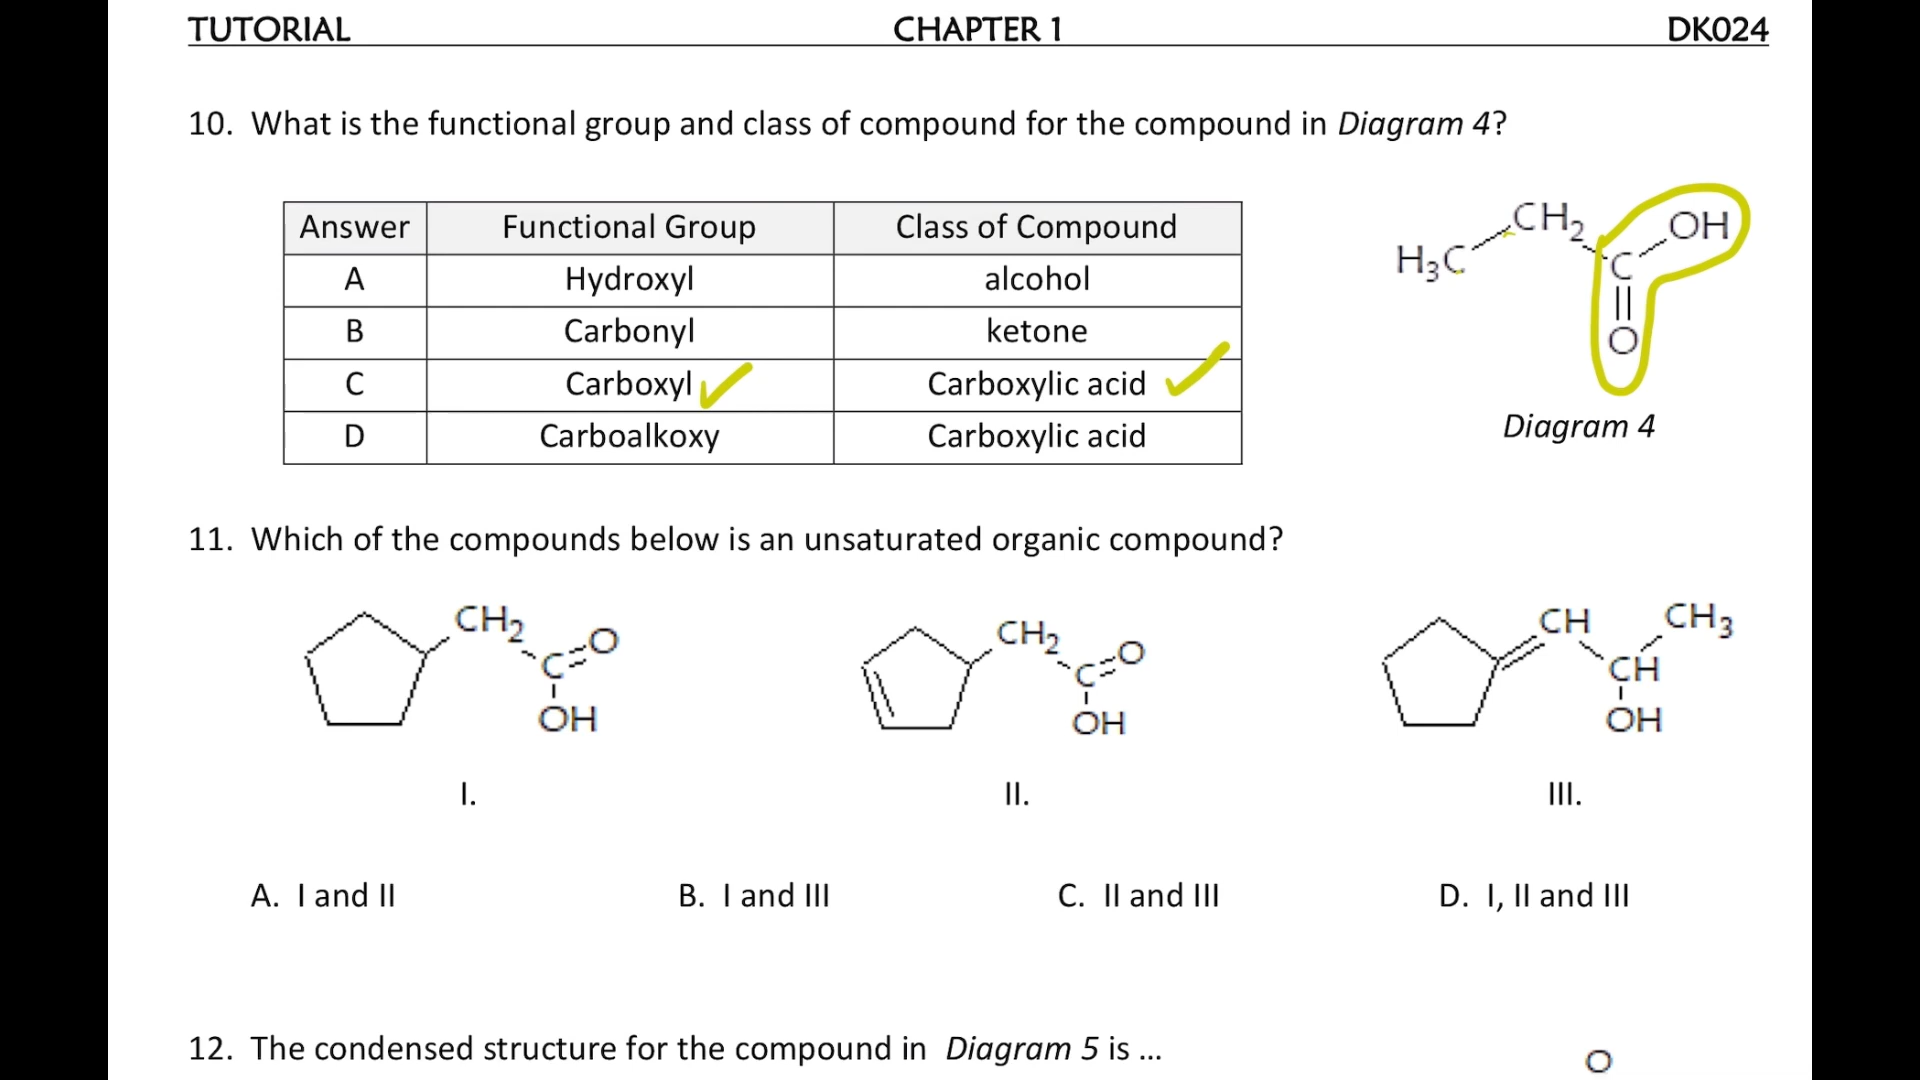 TUTORIAL CHAPTER 1 DK024
10. What is the functional group and class of compound for the compound in Diagram 4?
Answer Functional Group Class of Compound
A Hydroxyl alcohol
B Carbonyl ketone
C Carboxyl Carboxylic acid
D Carboalkoxy Carboxylic acid
H₃C CH₂ C OH
O
Diagram 4
11. Which of the compounds below is an unsaturated organic compound?
CH₂ C O
OH
I.
CH₂ C O
OH
II.
CH CH CH₃
OH
III.
A. I and II B. I and III C. II and III D. I, II and III
12. The condensed structure for the compound in Diagram 5 is ...
O